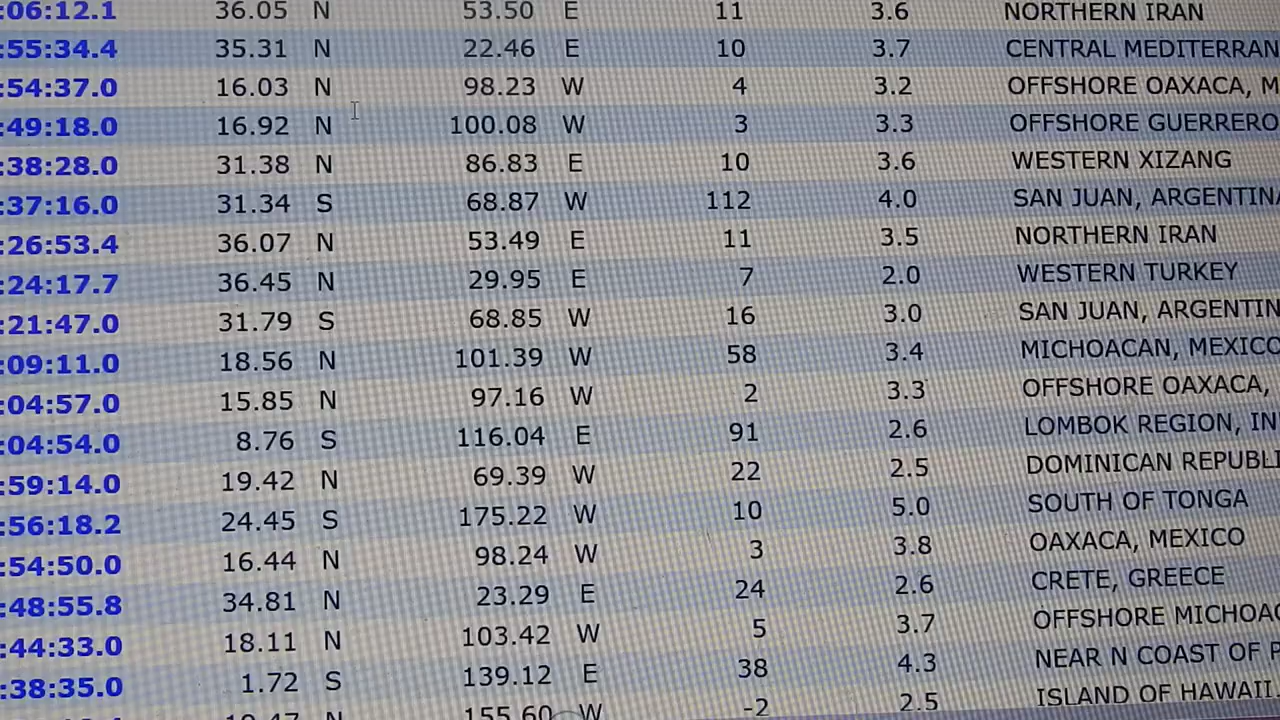 :06:12.1 36.05 N 53.50 E 11 3.6 NORTHERN IRAN
:55:34.4 35.31 N 22.46 E 10 3.7 CENTRAL MEDITERRAN
:54:37.0 16.03 N 98.23 W 4 3.2 OFFSHORE OAXACA, M
:49:18.0 16.92 N 100.08 W 3 3.3 OFFSHORE GUERRERO
:38:28.0 31.38 N 86.83 E 10 3.6 WESTERN XIZANG
:37:16.0 31.34 S 68.87 W 112 4.0 SAN JUAN, ARGENTINA
:26:53.4 36.07 N 53.49 E 11 3.5 NORTHERN IRAN
:24:17.7 36.45 N 29.95 E 7 2.0 WESTERN TURKEY
:21:47.0 31.79 S 68.85 W 16 3.0 SAN JUAN, ARGENTIN
:09:11.0 18.56 N 101.39 W 58 3.4 MICHOACAN, MEXICO
:04:57.0 15.85 N 97.16 W 2 3.3 OFFSHORE OAXACA,
:04:54.0 8.76 S 116.04 E 91 2.6 LOMBOK REGION, IN
:59:14.0 19.42 N 69.39 W 22 2.5 DOMINICAN REPUBLI
:56:18.2 24.45 S 175.22 W 10 5.0 SOUTH OF TONGA
:54:50.0 16.44 N 98.24 W 3 3.8 OAXACA, MEXICO
:48:55.8 34.81 N 23.29 E 24 2.6 CRETE, GREECE
:44:33.0 18.11 N 103.42 W 5 3.7 OFFSHORE MICHOAC
:38:35.0 1.72 S 139.12 E 38 4.3 NEAR N COAST OF P
N 155.60 W -2 2.5 ISLAND OF HAWAII